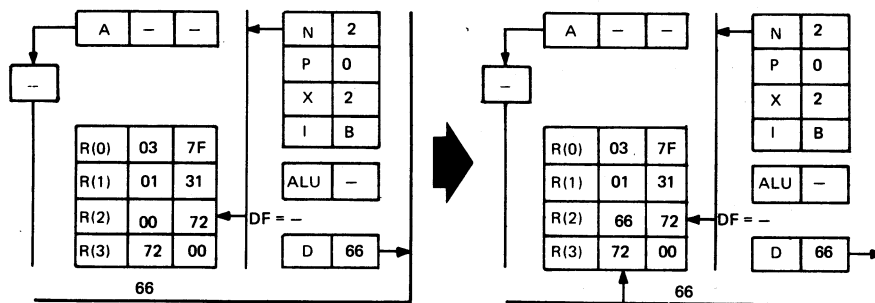 A – –
–
N 2
P 0
X 2
I B
R(0) 03 7F
R(1) 01 31
R(2) 00 72
R(3) 72 00
ALU –
DF = –
D 66
66
A – –
–
N 2
P 0
X 2
I B
R(0) 03 7F
R(1) 01 31
R(2) 66 72
R(3) 72 00
ALU –
DF = –
D 66
66